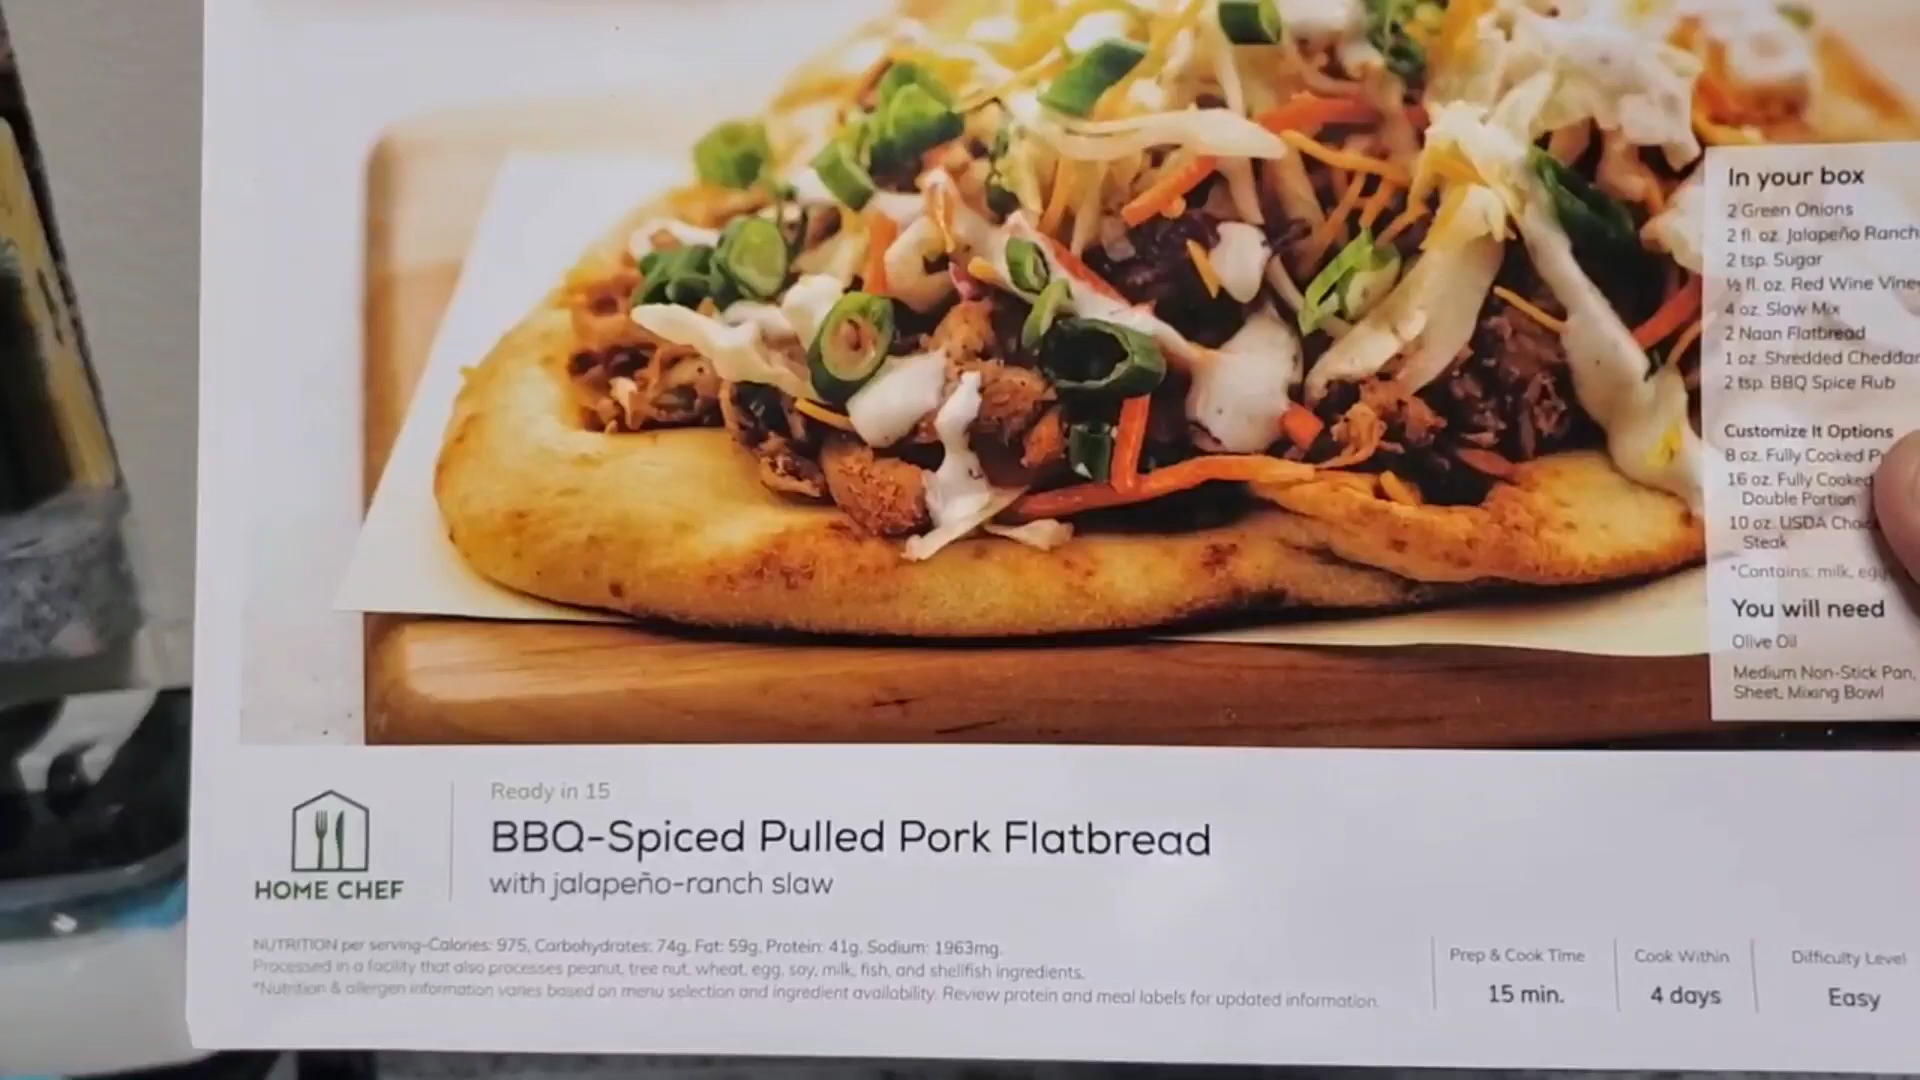 In your box
2 Green Onions
2 fl. oz. Jalapeño Ranch
2 tsp. Sugar
½ fl. oz. Red Wine
4 oz. Slaw Mix
2 Naan Flatbread
1 oz. Shredded Cheddar
2 tsp. BBQ Spice Rub
Customize It Options
8 oz. Fully Cooked
16 oz. Fully Cooked
Double Portion
10 oz. USDA
Steak
*Contains: milk,
You will need
Olive Oil
Medium Non-Stick Pan,
Sheet, Mixing Bowl
HOME CHEF
Ready in 15
BBQ-Spiced Pulled Pork Flatbread
with jalapeño-ranch slaw
NUTRITION per serving-Calories: 975, Carbohydrates: 74g, Fat: 59g, Protein: 41g, Sodium: 1963mg.
Processed in a facility that also processes peanut, tree nut, wheat, egg, soy, milk, fish, and shellfish ingredients.
*Nutrition & allergen information varies based on menu selection and ingredient availability. Review protein and meal labels for updated information.
Prep & Cook Time
15 min.
Cook Within
4 days
Difficulty Level
Easy